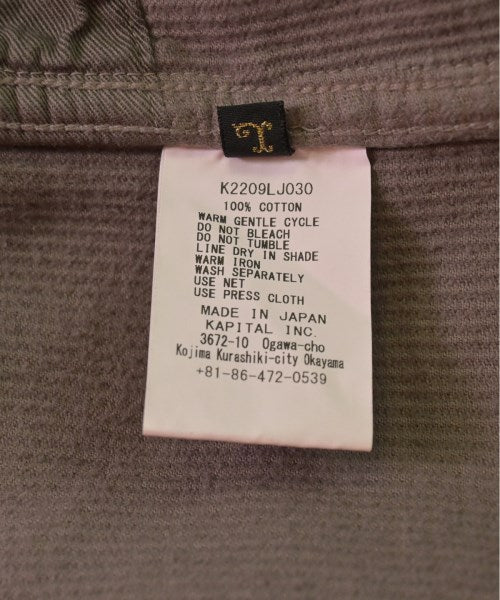 K2209LJ030
100% COTTON
WARM GENTLE CYCLE
DO NOT BLEACH
DO NOT TUMBLE
LINE DRY IN SHADE
WARM IRON
WASH SEPARATELY
USE NET
USE PRESS CLOTH
MADE IN JAPAN
KAPITAL INC.
3672-10 Ogawa-cho
Kojima Kurashiki-city Okayama
+81-86-472-0539